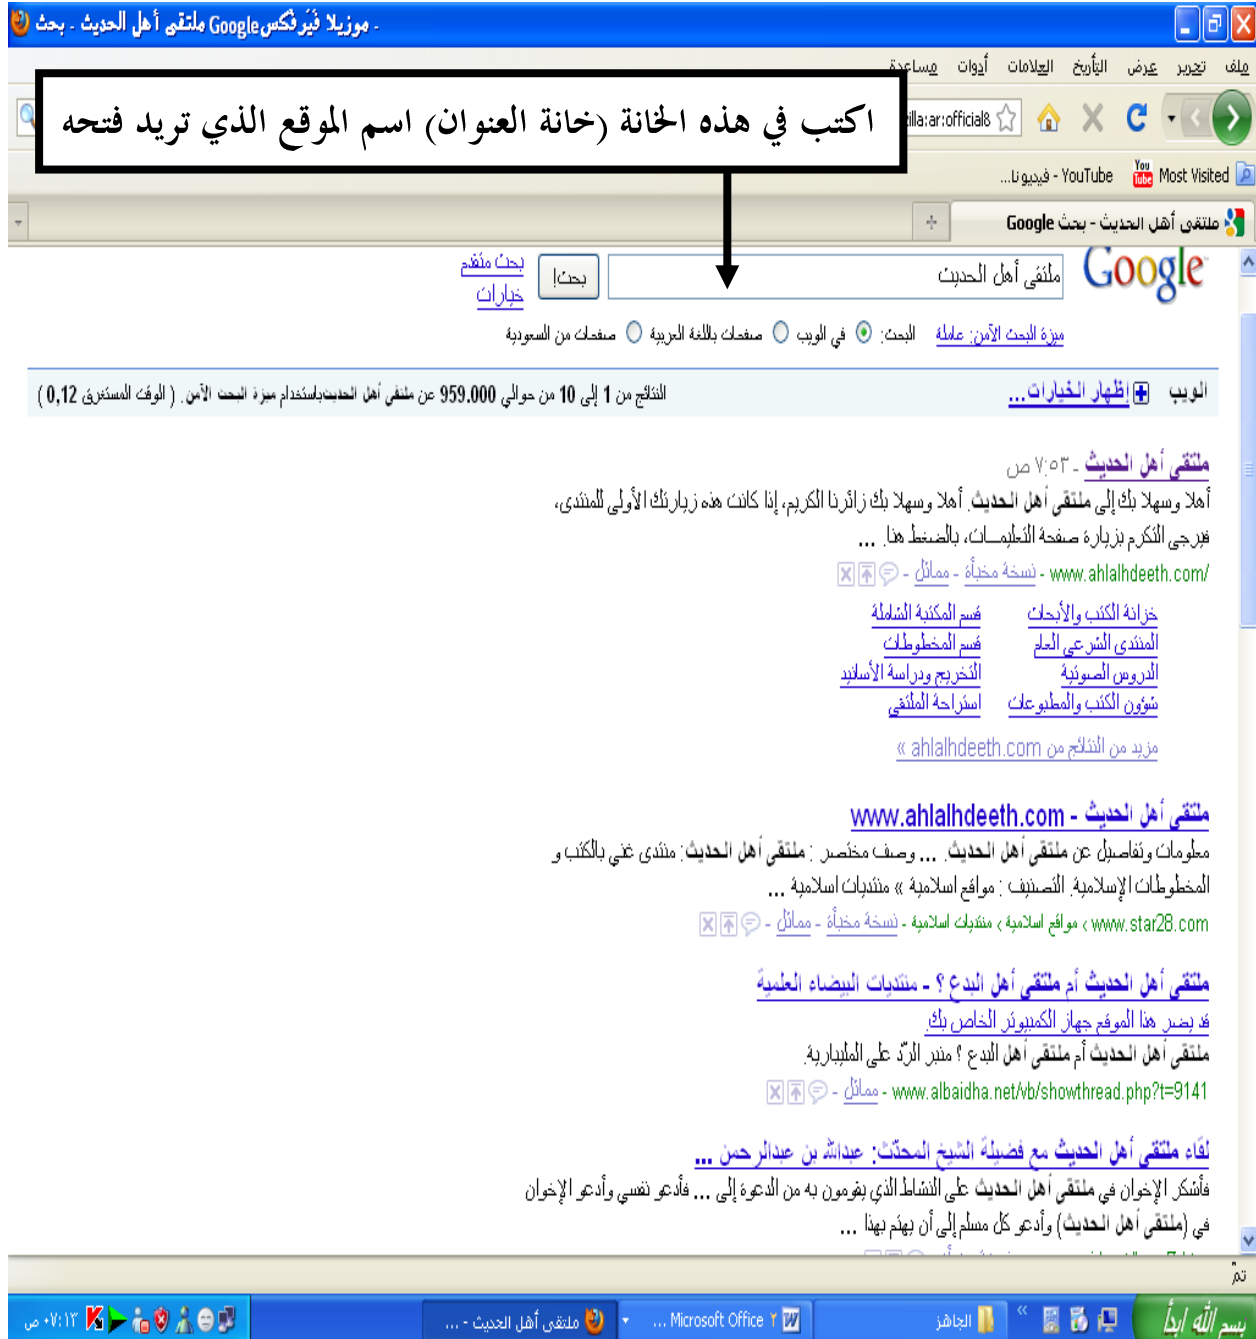 ملتقى أهل الحديث - بحث Google - موزيلا فَيَرفُكس
ملف تحرير عرض التأريخ العلامات أدوات مساعدة
illa:ar:official&
اكتب في هذه الخانة (خانة العنوان) اسم الموقع الذي تريد فتحه
Most Visited YouTube - فيديو نا...
ملتقى أهل الحديث - بحث Google
Google
ملتقى أهل الحديث
بحث!
بحث متقدم
خيارات
البحث: في الويب صفحات باللغة العربية صفحات من السعودية
ميزة البحث الآمن: عاملة
الويب إظهار الخيارات...
النتائج من 1 إلى 10 من حوالي 959.000 عن ملتقى أهل الحديث باستخدام ميزة البحث الآمن. ( الوقت المستغرق 0,12 )
ملتقى أهل الحديث - ٧:٥٣ ص
أهلا وسهلا بك إلى ملتقى أهل الحديث. أهلا وسهلا بك زائرنا الكريم، إذا كانت هذه زيارتك الأولى للمنتدى،
فيرجى التكرم بزيارة صفحة التعليمـــات، بالضغط هنا. ...
www.ahlalhdeeth.com/ - نسخة مخبأة - مماثل -
خزانة الكتب والأبحاث قسم المكتبة الشاملة
المنتدى الشرعي العام قسم المخطوطات
الدروس الصوتية التخريج ودراسة الأسانيد
شؤون الكتب والمطبوعات استراحة الملتقى
مزيد من النتائج من ahlalhdeeth.com »
ملتقى أهل الحديث - www.ahlalhdeeth.com
معلومات وتفاصيل عن ملتقى أهل الحديث. ... وصف مختصر : ملتقى أهل الحديث: منتدى غني بالكتب و
المخطوطات الإسلامية. التصنيف : مواقع اسلامية » منتديات اسلامية ...
www.star28.com › مواقع اسلامية › منتديات اسلامية - نسخة مخبأة - مماثل -
ملتقى أهل الحديث أم ملتقى أهل البدع ؟ - منتديات البيضاء العلمية
قد يضر هذا الموقع جهاز الكمبيوتر الخاص بك.
ملتقى أهل الحديث أم ملتقى أهل البدع ؟ منبر الردّ على المليبارية.
www.albaidha.net/vb/showthread.php?t=9141 - مماثل -
لقاء ملتقى أهل الحديث مع فضيلة الشيخ المحدّث: عبدالله بن عبدالرحمن ...
فأشكر الإخوان في ملتقى أهل الحديث على النشاط الذي يقومون به من الدعوة إلى ... فأدعو نفسي وأدعو الإخوان
في (ملتقى أهل الحديث) وأدعو كل مسلم إلى أن يهتم بهذا ...
تمّ
بسم الله ابدأ
الجاهز
٢ Microsoft Office ...
ملتقى أهل الحديث - ...
٠٧:١٣ ص